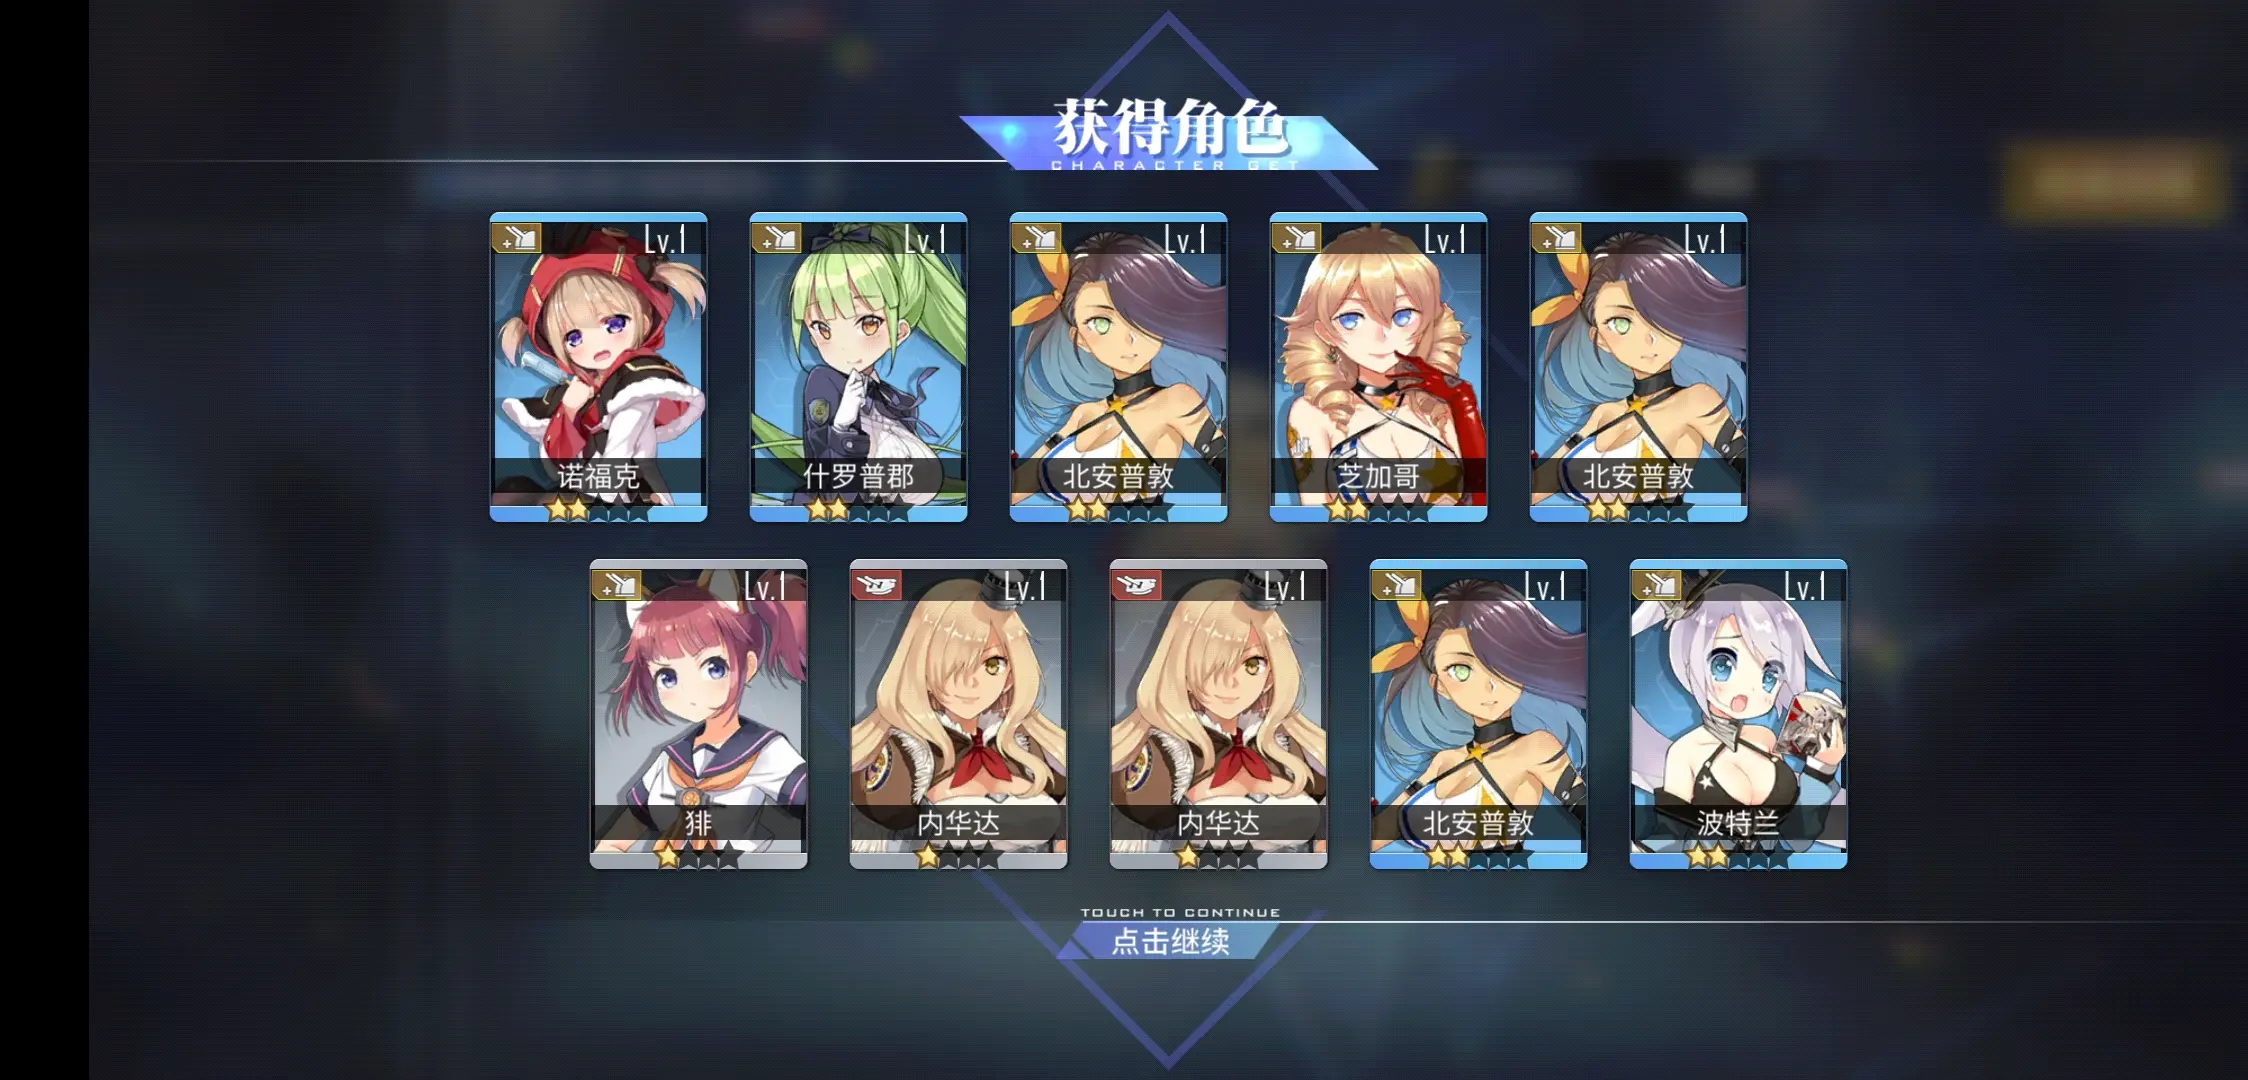 获得角色
CHARACTER GET
Lv.1
Lv.1
Lv.1
Lv.1
Lv.1
诺福克
什罗普郡
北安普敦
芝加哥
北安普敦
Lv.1
Lv.1
Lv.1
Lv.1
Lv.1
猅
内华达
内华达
北安普敦
波特兰
TOUCH TO CONTINUE
点击继续